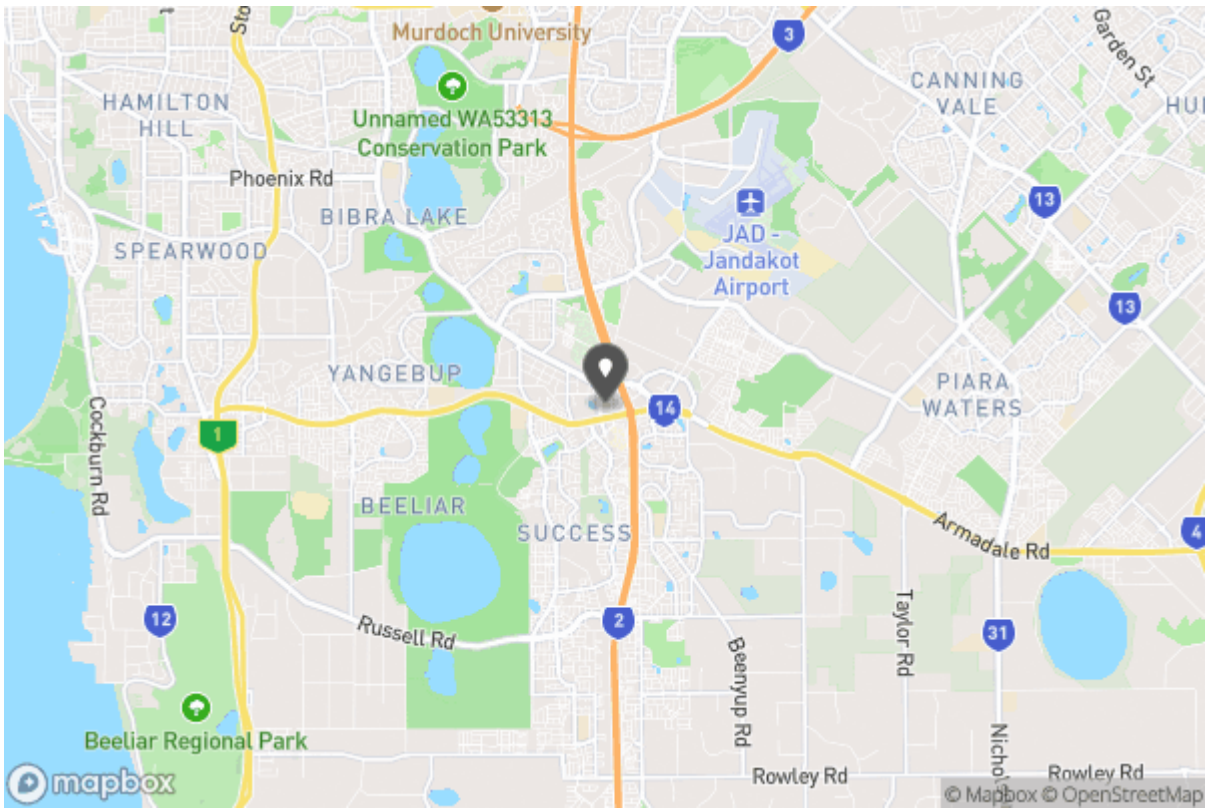 Murdoch University
3
Sto
Garden St
CANNING
VALE
HAMILTON
HILL
HU
Unnamed WA53313
Conservation Park
Phoenix Rd
13
BIBRA LAKE
SPEARWOOD
JAD -
Jandakot
Airport
13
YANGEBUP
PIARA
WATERS
14
1
Cockburn Rd
BEELIAR
SUCCESS
Armadale Rd
4
12
Russell Rd
2
Taylor Rd
31
Beenyup Rd
Beeliar Regional Park
Nichol
Rowley Rd
Rowley Rd
mapbox
© Mapbox © OpenStreetMap